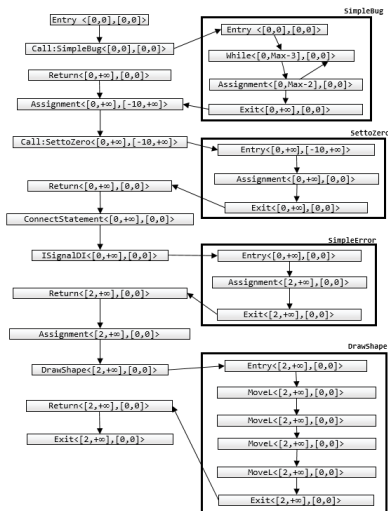 Entry <[0,0],[0,0]>
Call:SimpleBug<[0,0],[0,0]>
Return<[0,+∞],[0,0]>
Assignment<[0,+∞],[-10,+∞]>
Call:SettoZero<[0,+∞],[-10,+∞]>
Return<[0,+∞],[0,0]>
ConnectStatement<[0,+∞],[0,0]>
ISignalDI<[0,+∞],[0,0]>
Return<[2,+∞],[0,0]>
Assignment<[2,+∞],[0,0]>
DrawShape<[2,+∞],[0,0]>
Return<[2,+∞],[0,0]>
Exit<[2,+∞],[0,0]>
SimpleBug
Entry <[0,0],[0,0]>
While<[0,Max-3],[0,0]>
Assignment<[0,Max-2],[0,0]>
Exit<[0,+∞],[0,0]>
SettoZero
Entry<[0,+∞],[-10,+∞]>
Assignment<[0,+∞],[0,0]>
Exit<[0,+∞],[0,0]>
SimpleError
Entry<[0,+∞],[0,0]>
Assignment<[2,+∞],[0,0]>
Exit<[2,+∞],[0,0]>
DrawShape
Entry<[2,+∞],[0,0]>
MoveL<[2,+∞],[0,0]>
MoveL<[2,+∞],[0,0]>
MoveL<[2,+∞],[0,0]>
MoveL<[2,+∞],[0,0]>
Exit<[2,+∞],[0,0]>